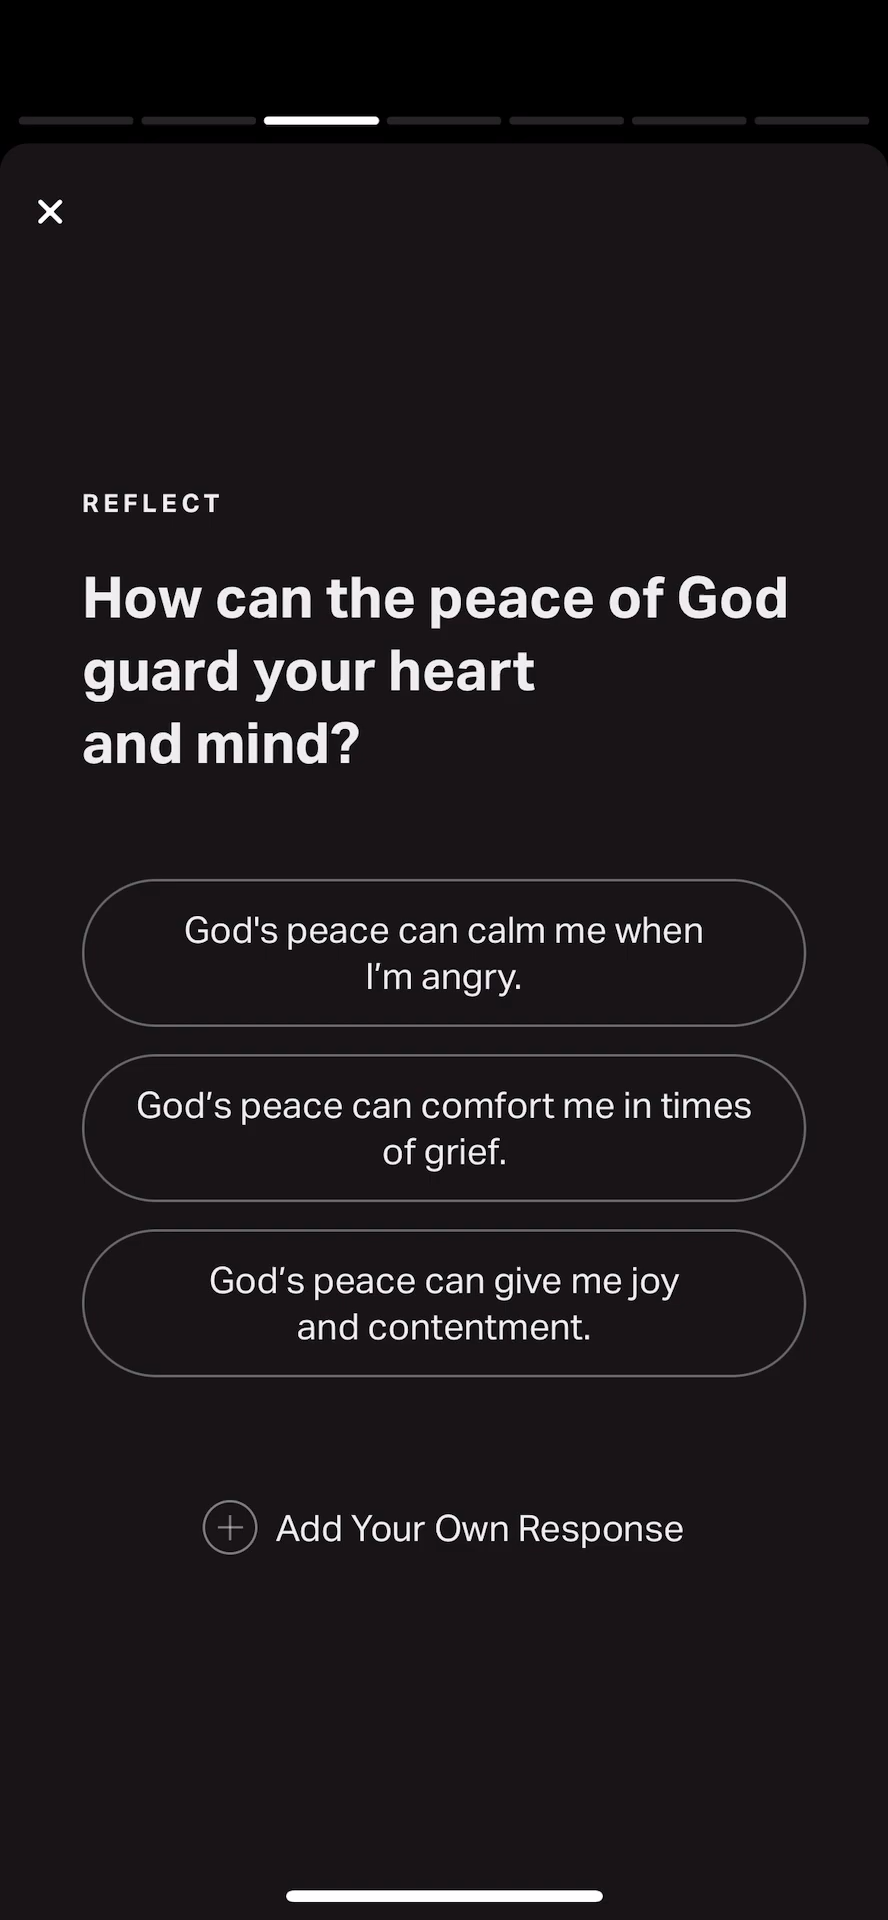 REFLECT
How can the peace of God
guard your heart
and mind?
God's peace can calm me when
I’m angry.
God’s peace can comfort me in times
of grief.
God’s peace can give me joy
and contentment.
Add Your Own Response